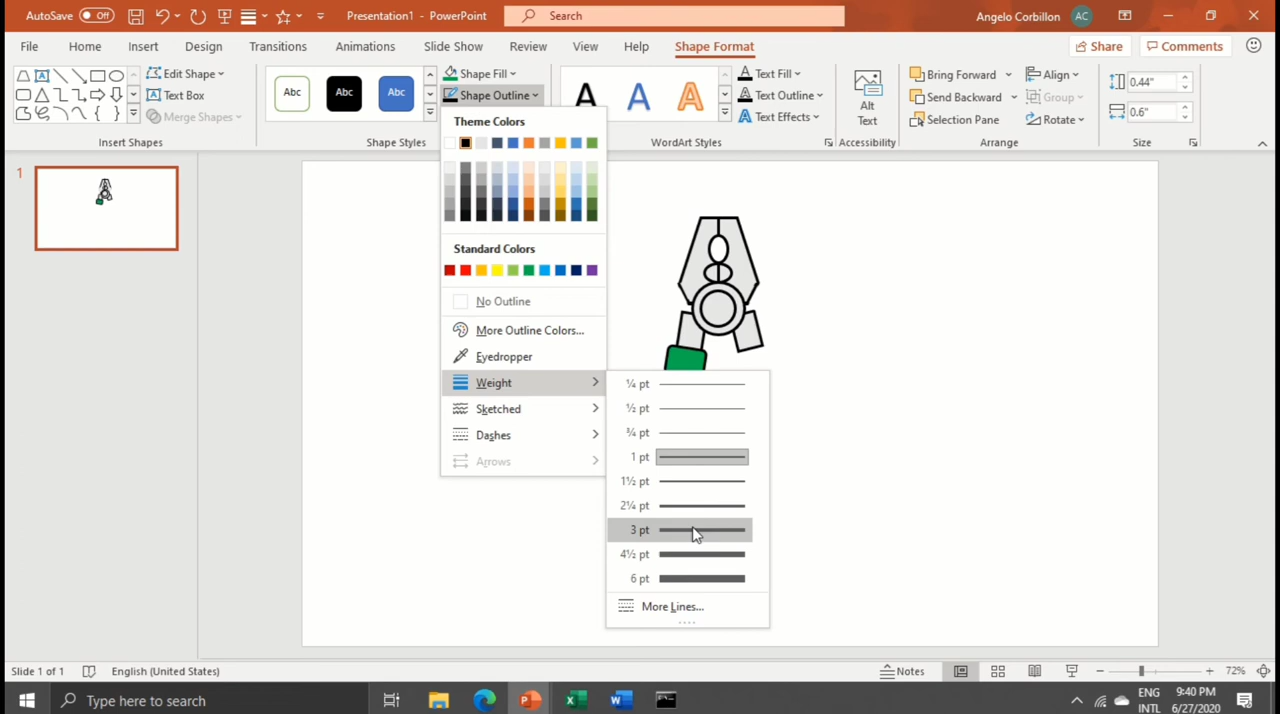 AutoSave Off Presentation1 - PowerPoint Search Angelo Corbillon AC
File Home Insert Design Transitions Animations Slide Show Review View Help Shape Format Share Comments
Edit Shape
Text Box
Merge Shapes
Insert Shapes
Abc Abc Abc
Shape Fill
Shape Outline
Shape Styles
A A A
Text Fill
Text Outline
Text Effects
WordArt Styles
Alt
Text
Accessibility
Bring Forward
Send Backward
Selection Pane
Align
Group
Rotate
Arrange
0.44"
0.6"
Size
1
Theme Colors
Standard Colors
No Outline
More Outline Colors...
Eyedropper
Weight
Sketched
Dashes
Arrows
¼ pt
½ pt
¾ pt
1 pt
1½ pt
2¼ pt
3 pt
4½ pt
6 pt
More Lines...
Slide 1 of 1 English (United States) Notes 72%
Type here to search
ENG
INTL
9:40 PM
6/27/2020